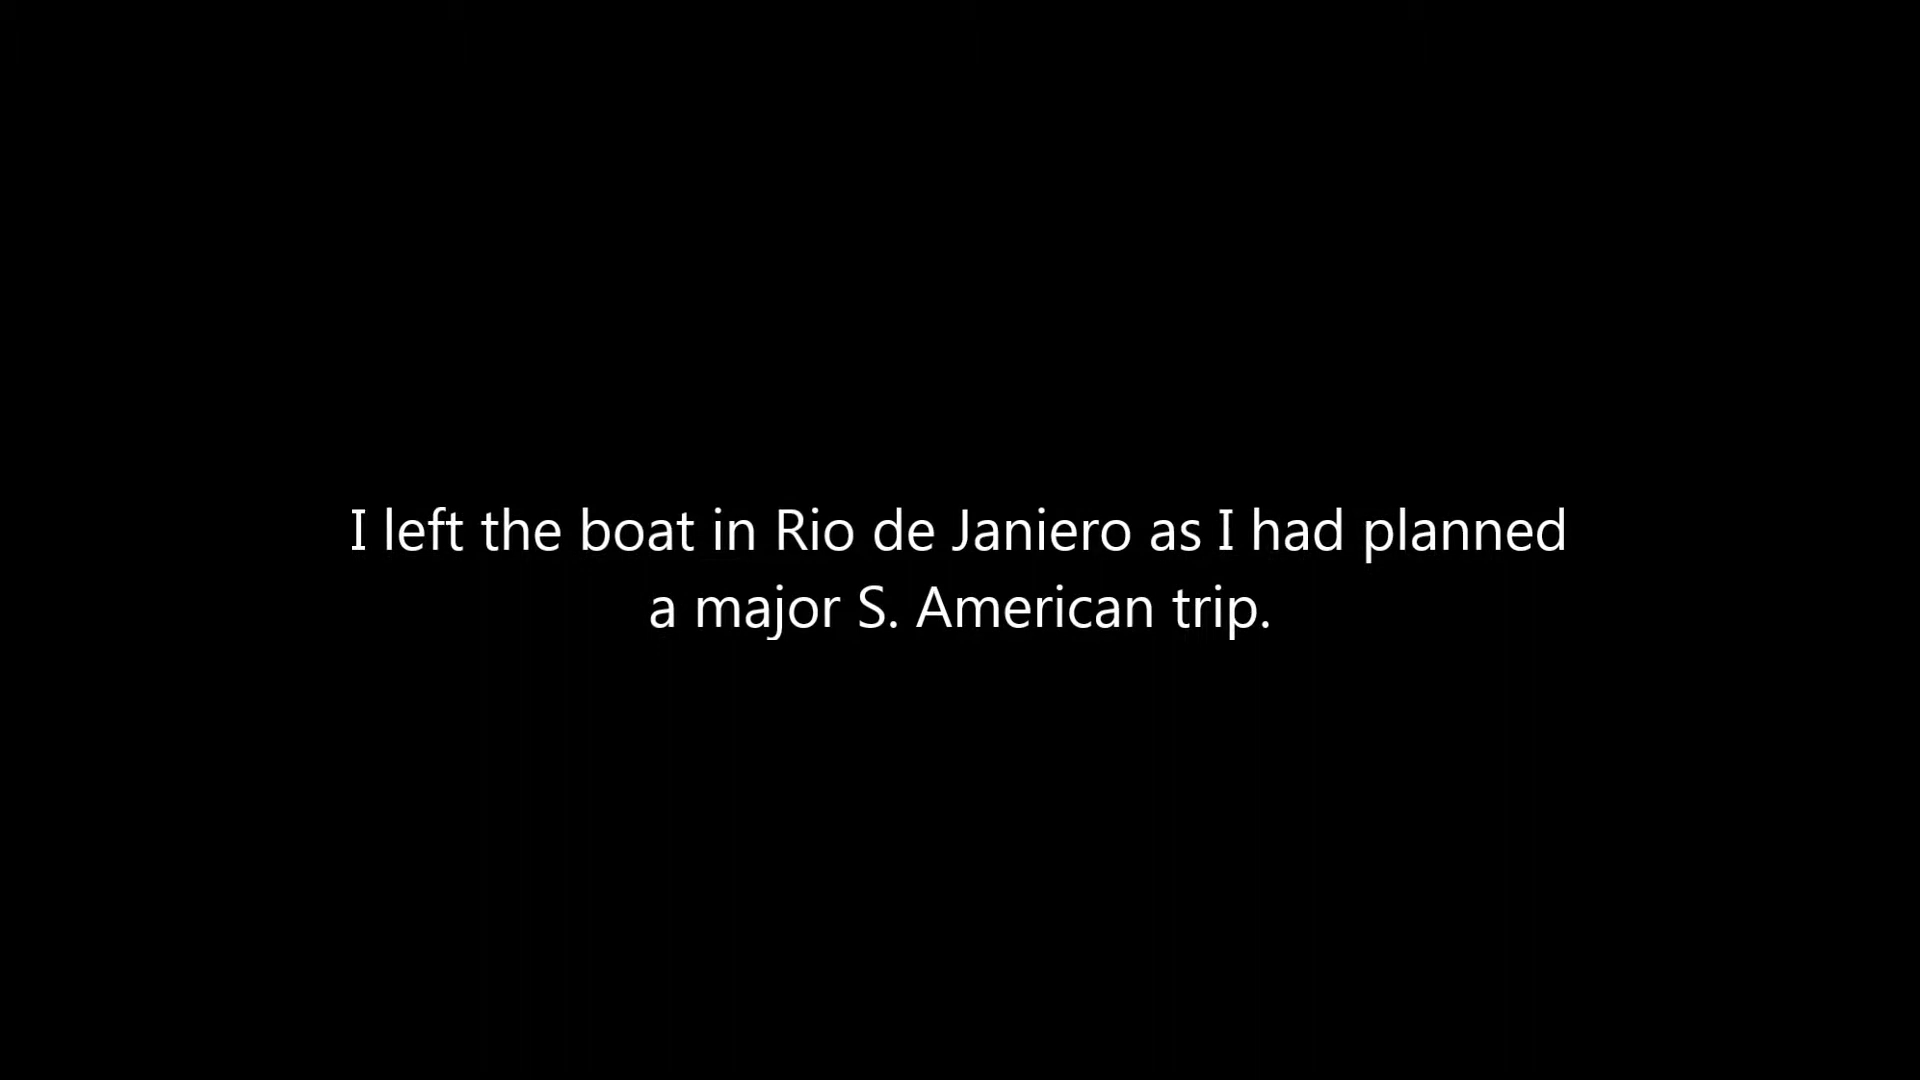 I left the boat in Rio de Janiero as I had planned
a major S. American trip.